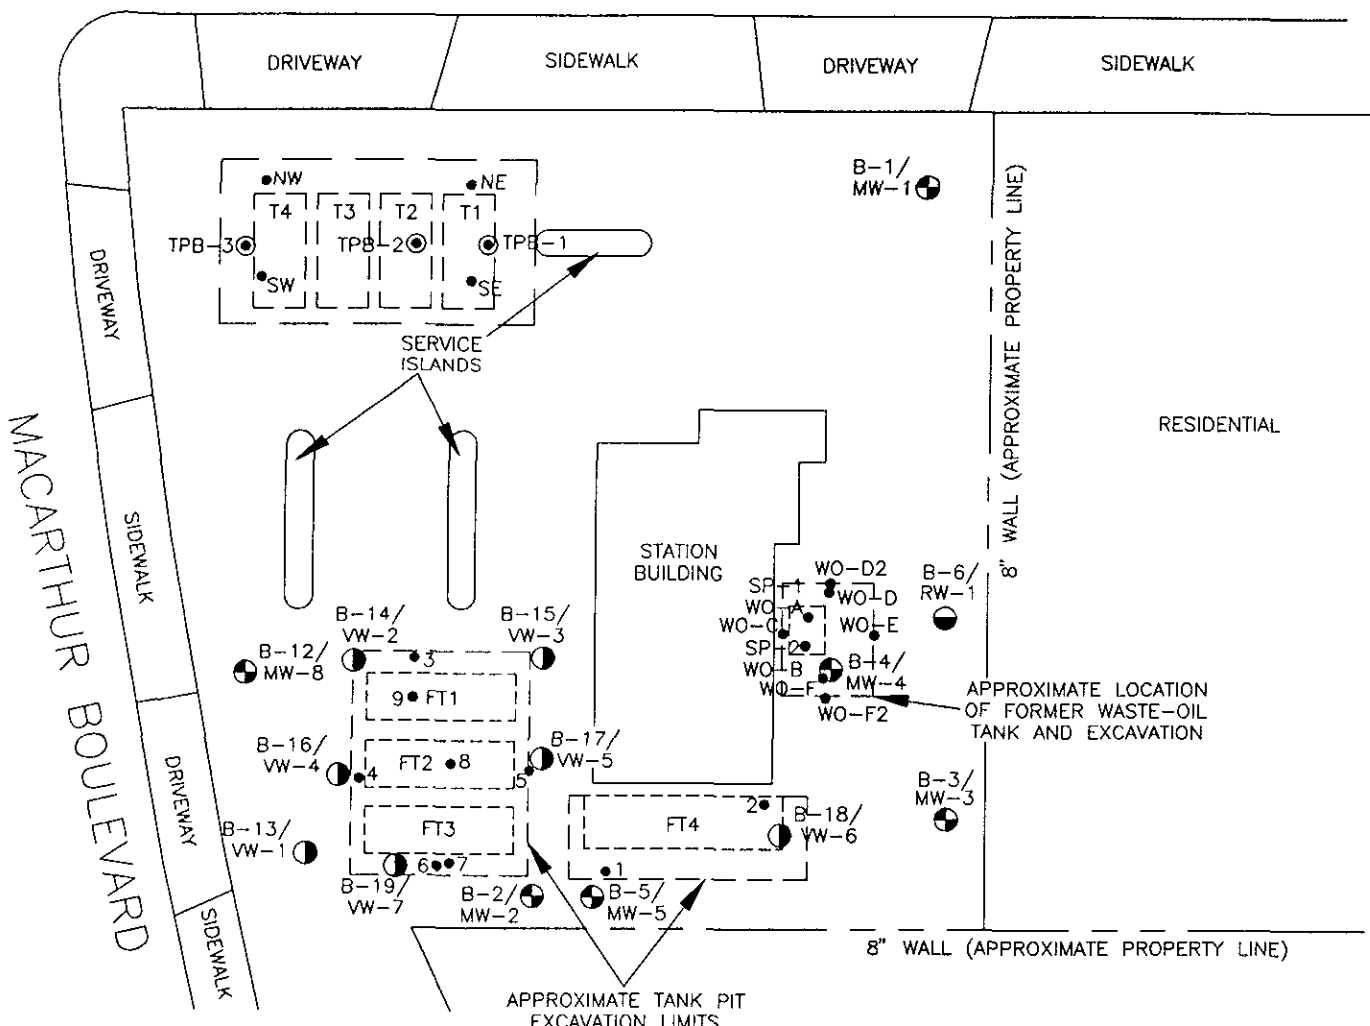 DRIVEWAY
SIDEWALK
DRIVEWAY
SIDEWALK
B-1/
MW-1
NW
NE
T4
T3
T2
T1
TPB-3
TPB-2
TPB-1
SW
SE
SERVICE
ISLANDS
8" WALL (APPROXIMATE PROPERTY LINE)
RESIDENTIAL
DRIVEWAY
SIDEWALK
DRIVEWAY
SIDEWALK
MACARTHUR BOULEVARD
STATION
BUILDING
WO-D2
SP-1
WO-D
WO-A
WO-C
WO-E
SP-2
WO-B
WO-F
WO-F2
B-4/
MW-4
B-6/
RW-1
APPROXIMATE LOCATION
OF FORMER WASTE-OIL
TANK AND EXCAVATION
B-14/
VW-2
B-15/
VW-3
B-12/
MW-8
3
9
FT1
B-16/
VW-4
4
FT2
8
5
B-17/
VW-5
B-13/
VW-1
FT3
6
7
B-19/
VW-7
B-2/
MW-2
FT4
2
1
B-18/
VW-6
B-5/
MW-5
B-3/
MW-3
8" WALL (APPROXIMATE PROPERTY LINE)
APPROXIMATE TANK PIT
EXCAVATION LIMITS